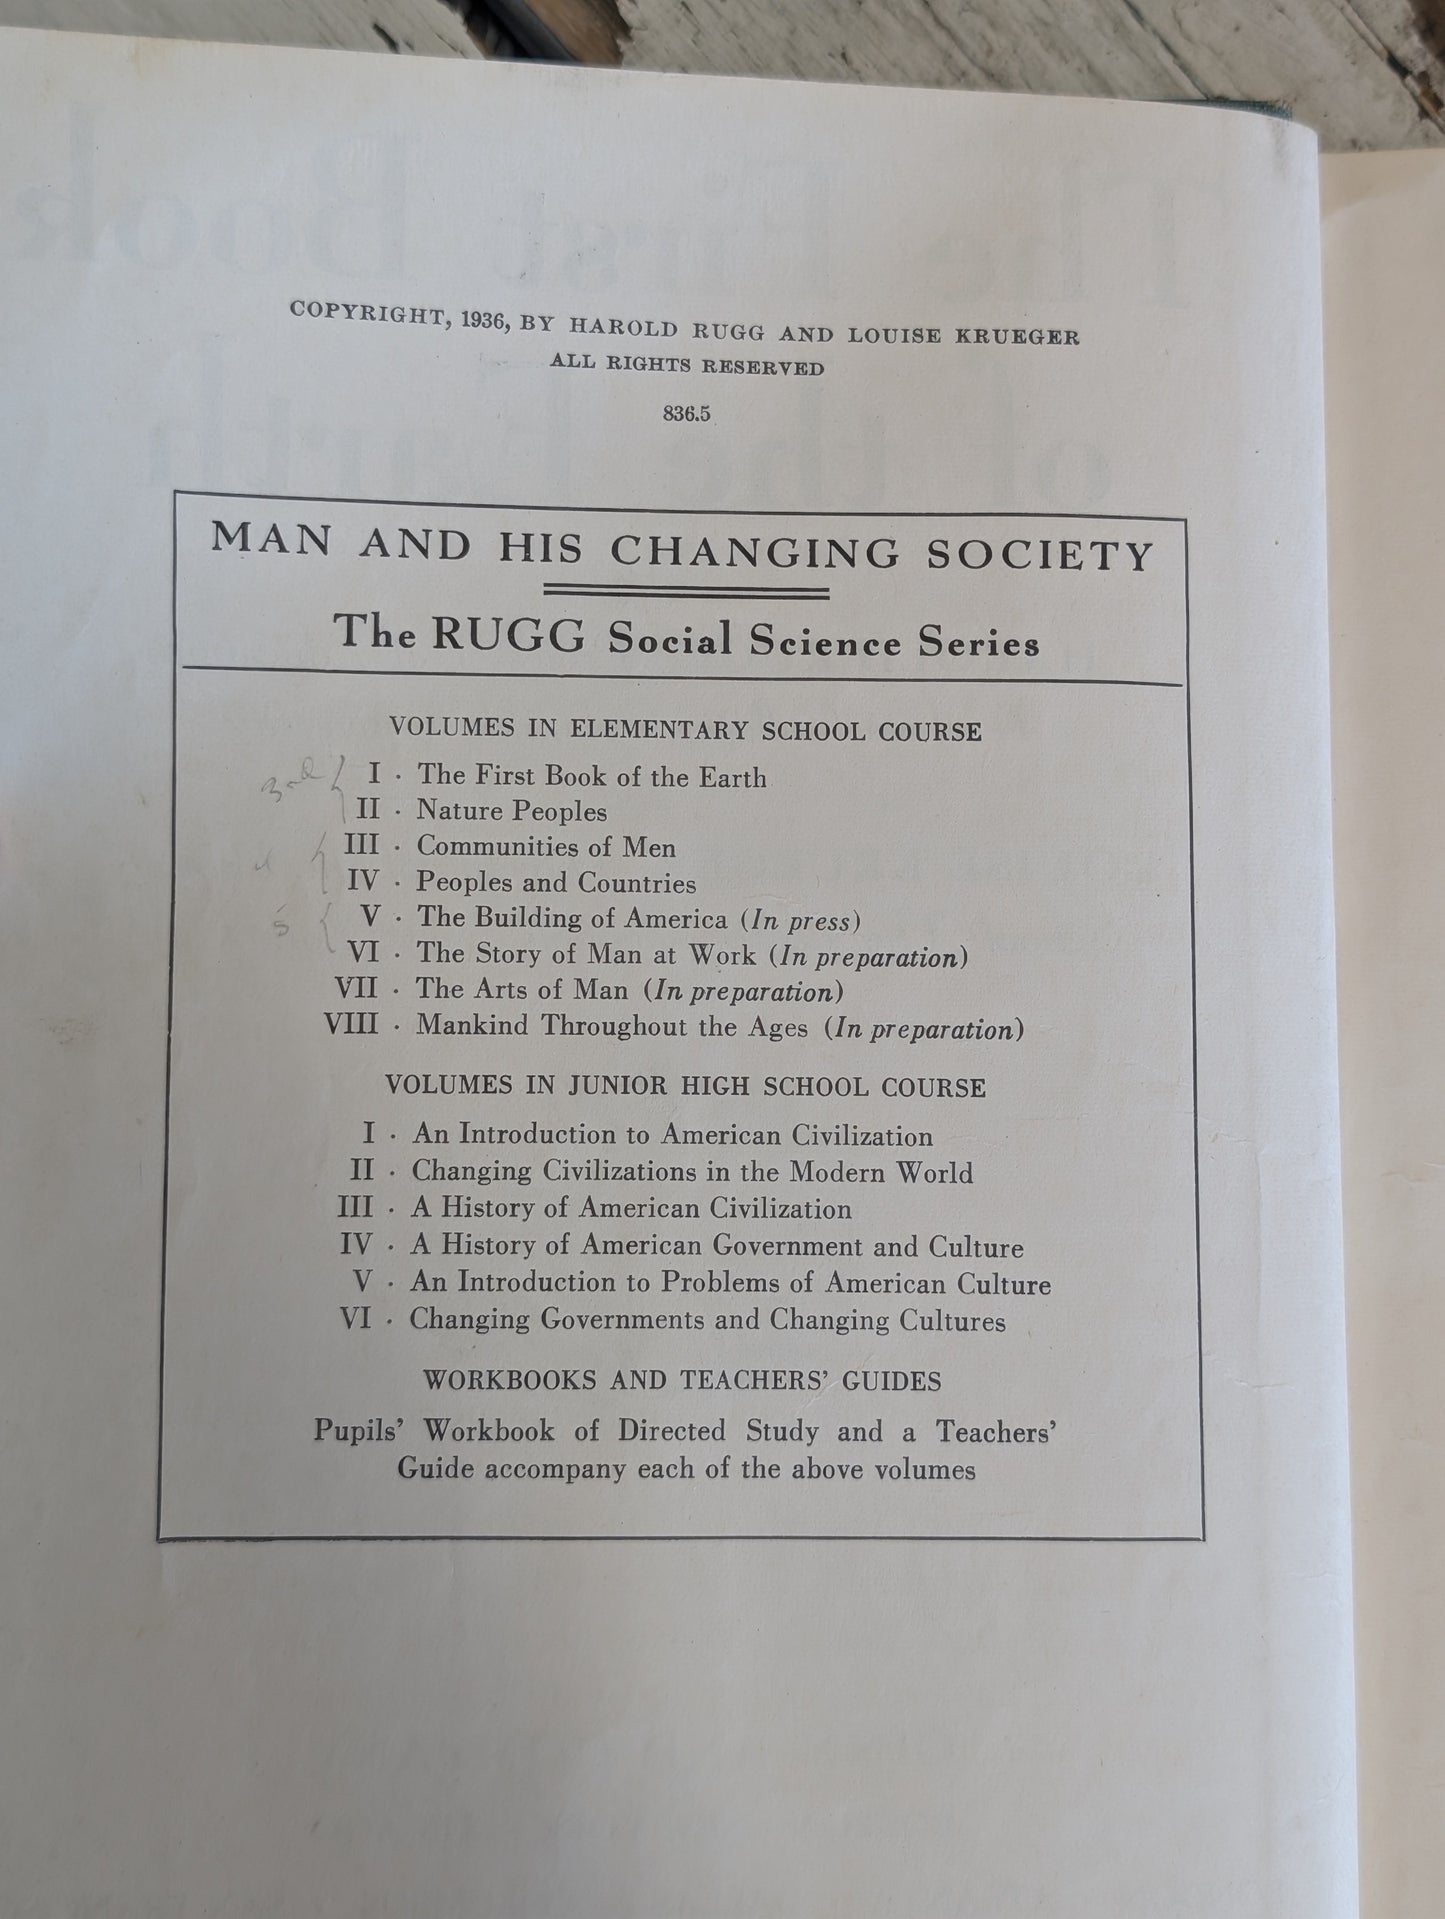 COPYRIGHT, 1936, BY HAROLD RUGG AND LOUISE KRUEGER
ALL RIGHTS RESERVED
836.5
MAN AND HIS CHANGING SOCIETY
The RUGG Social Science Series
VOLUMES IN ELEMENTARY SCHOOL COURSE
3rd { I · The First Book of the Earth
II · Nature Peoples
4 { III · Communities of Men
IV · Peoples and Countries
5 { V · The Building of America (In press)
VI · The Story of Man at Work (In preparation)
VII · The Arts of Man (In preparation)
VIII · Mankind Throughout the Ages (In preparation)
VOLUMES IN JUNIOR HIGH SCHOOL COURSE
I · An Introduction to American Civilization
II · Changing Civilizations in the Modern World
III · A History of American Civilization
IV · A History of American Government and Culture
V · An Introduction to Problems of American Culture
VI · Changing Governments and Changing Cultures
WORKBOOKS AND TEACHERS' GUIDES
Pupils' Workbook of Directed Study and a Teachers'
Guide accompany each of the above volumes